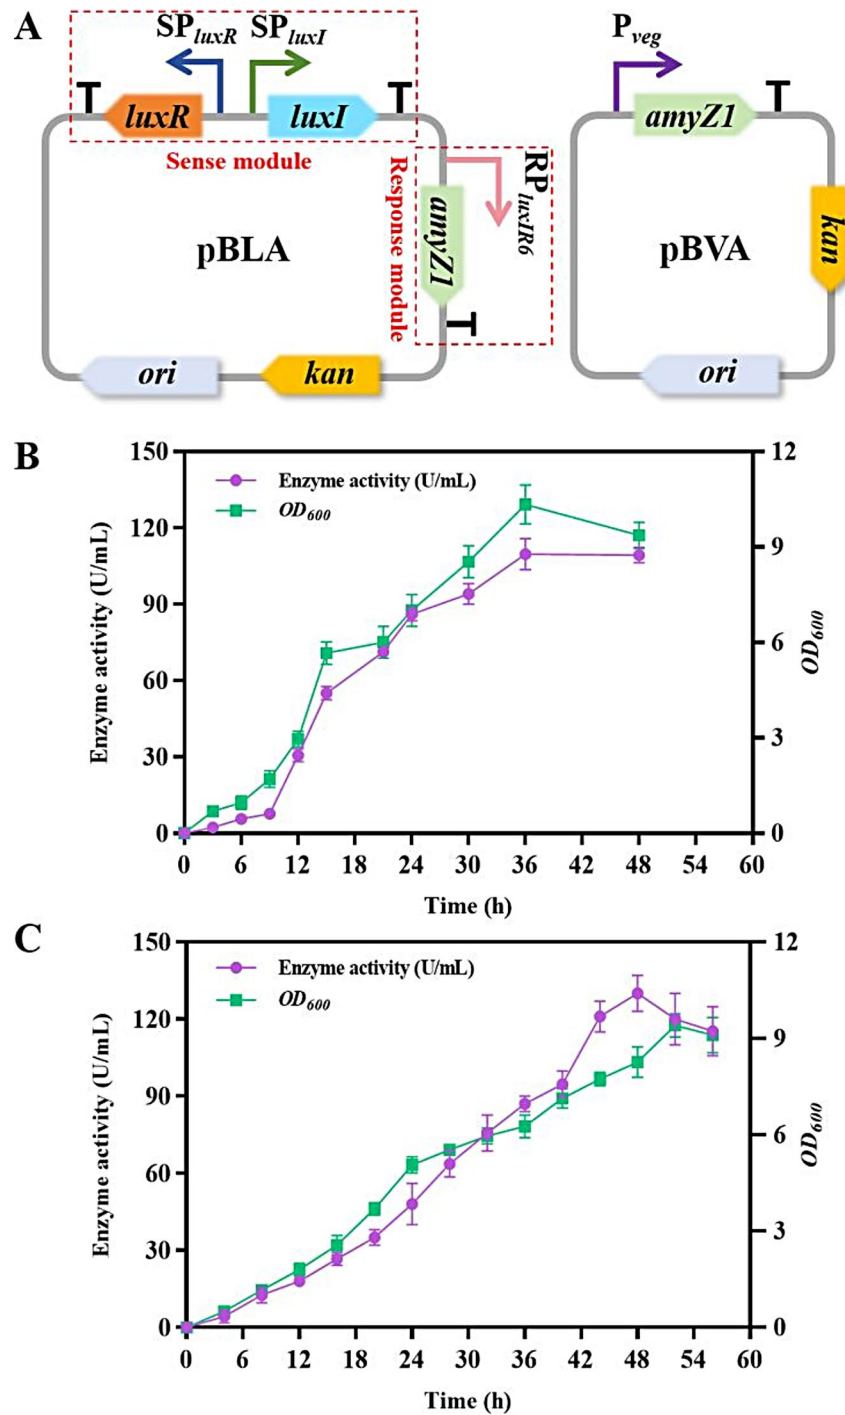 A
SPluxR SPluxI
luxR luxI
Sense module
RPluxIR6
Response module
amyZ1
pBLA
ori kan
Pveg
amyZ1
kan
pBVA
ori
B
150
120
90
60
30
0
Enzyme activity (U/mL)
Enzyme activity (U/mL)
OD600
12
9
6
3
0
OD600
0 6 12 18 24 30 36 42 48 54 60
Time (h)
C
150
120
90
60
30
0
Enzyme activity (U/mL)
Enzyme activity (U/mL)
OD600
12
9
6
3
0
OD600
0 6 12 18 24 30 36 42 48 54 60
Time (h)